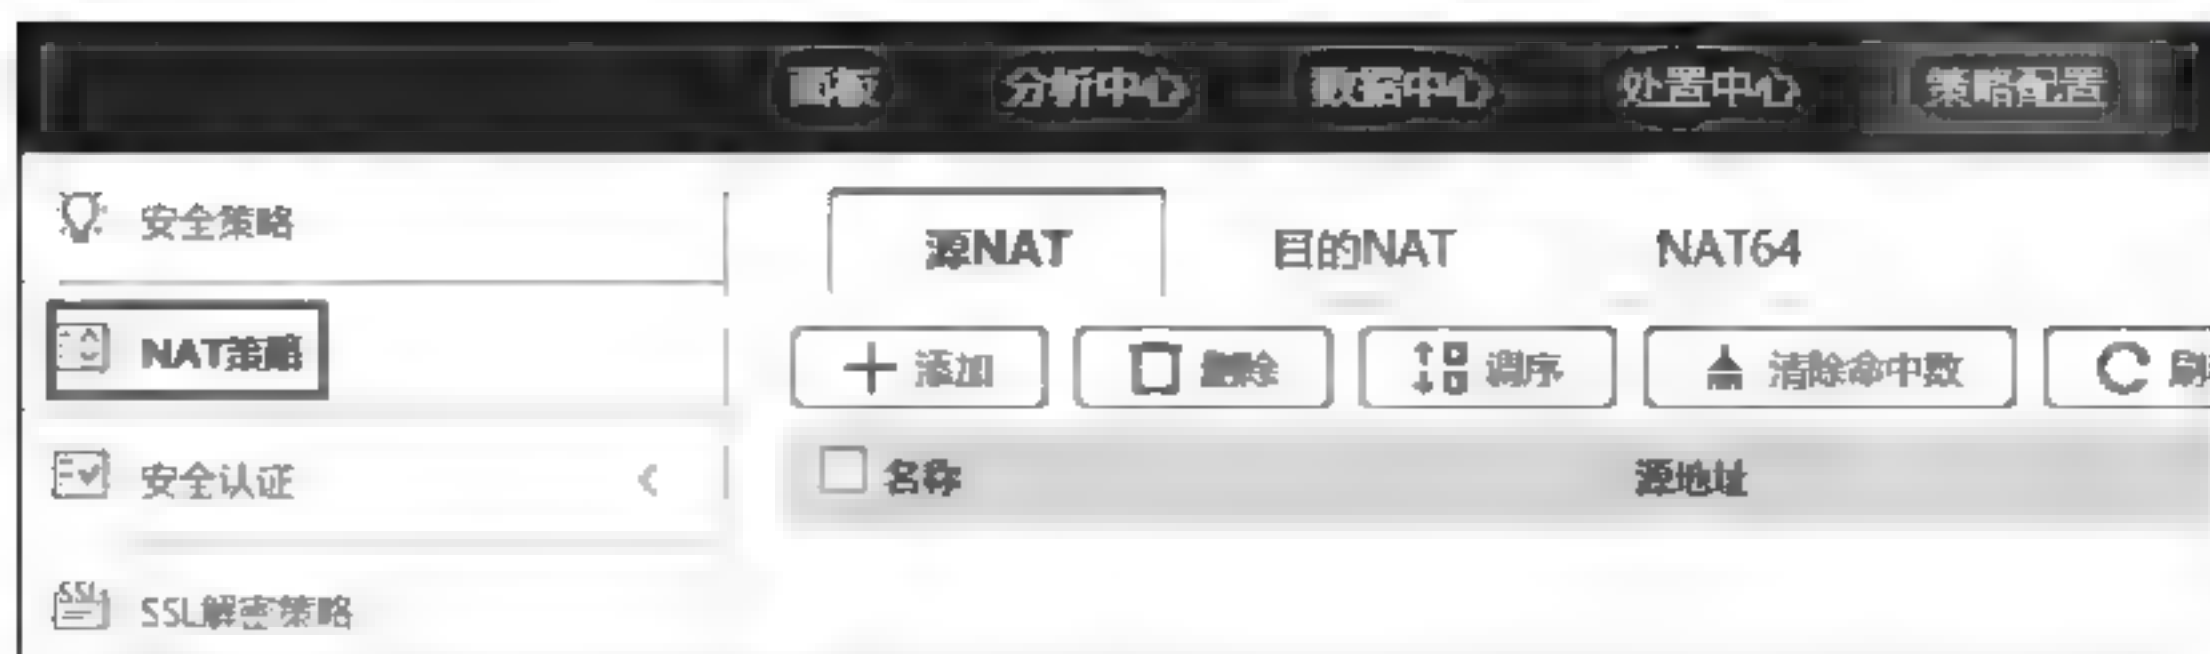 面板 分析中心 数据中心 处置中心 策略配置
安全策略
源NAT 目的NAT NAT64
NAT策略
添加 删除 调序 清除命中数 刷
安全认证
名称 源地址
SSL
SSL解密策略